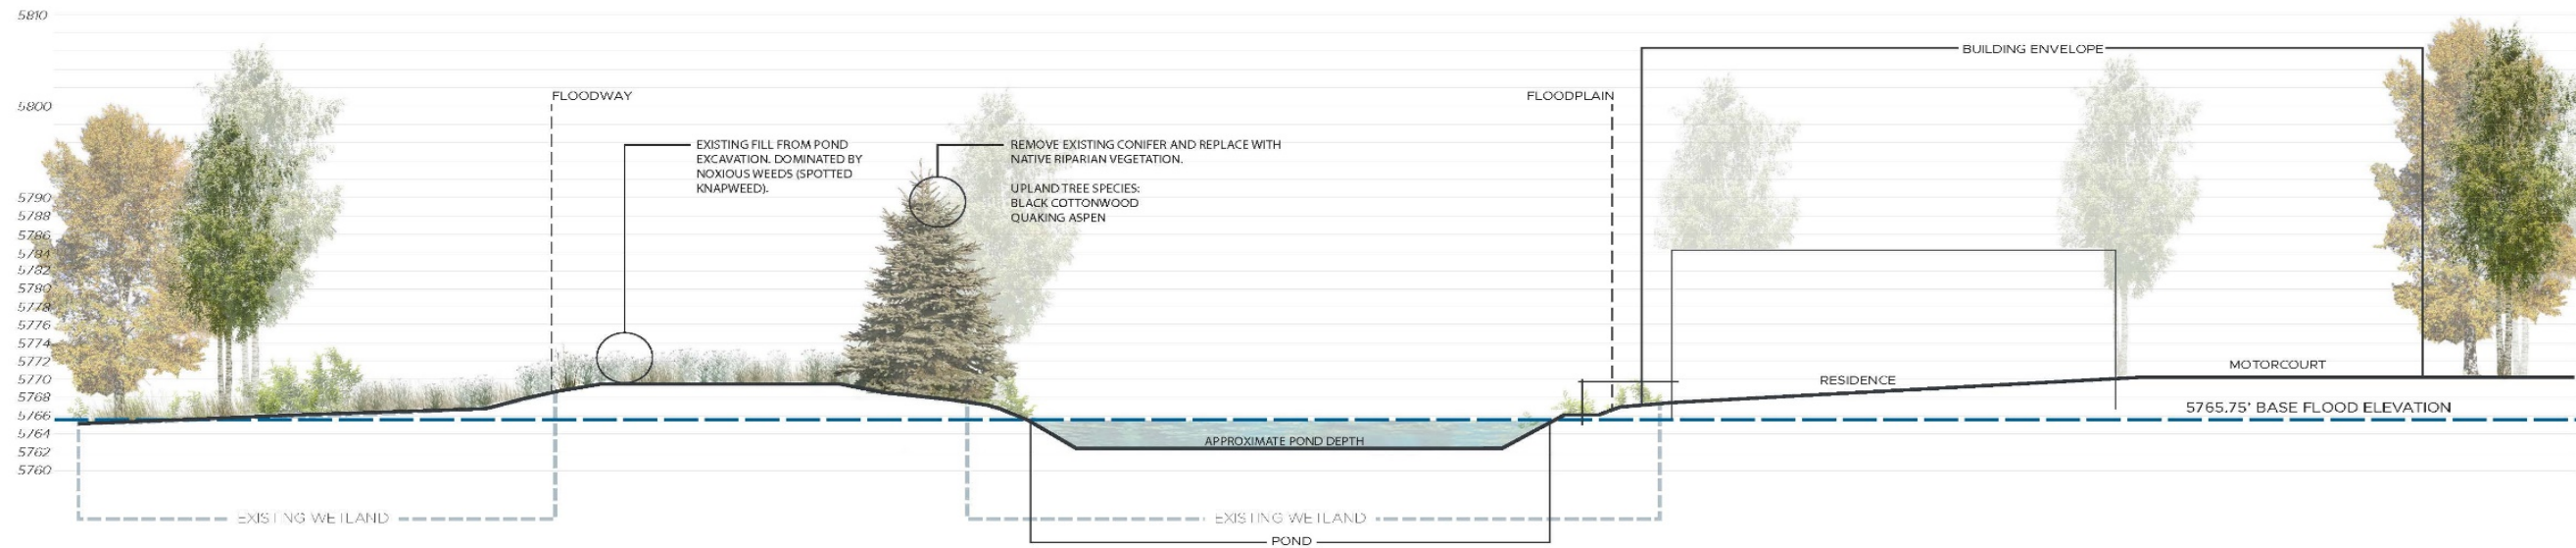 5810
5800
5790
5788
5786
5784
5782
5780
5778
5776
5774
5772
5770
5768
5766
5764
5762
5760
FLOODWAY
EXISTING FILL FROM POND
EXCAVATION. DOMINATED BY
NOXIOUS WEEDS (SPOTTED
KNAPWEED).
REMOVE EXISTING CONIFER AND REPLACE WITH
NATIVE RIPARIAN VEGETATION.
UPLAND TREE SPECIES:
BLACK COTTONWOOD
QUAKING ASPEN
FLOODPLAIN
BUILDING ENVELOPE
RESIDENCE
MOTORCOURT
5765.75' BASE FLOOD ELEVATION
APPROXIMATE POND DEPTH
EXISTING WETLAND
EXISTING WETLAND
POND